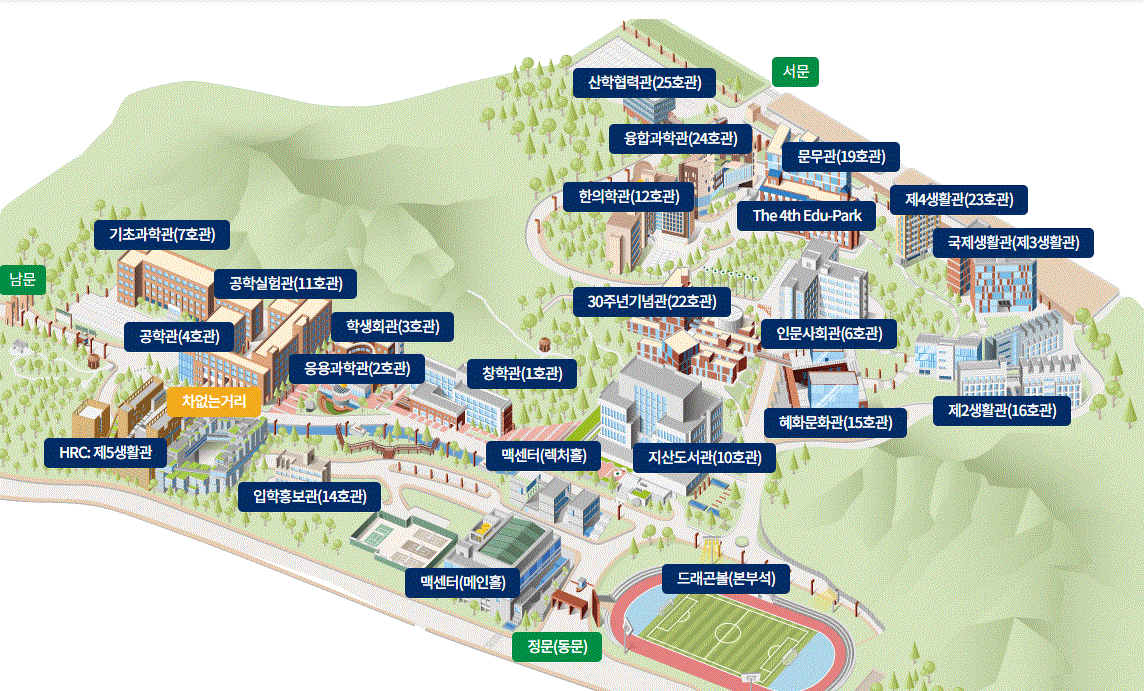 서문
산학협력관(25호관)
융합과학관(24호관)
문무관(19호관)
한의학관(12호관)
제4생활관(23호관)
The 4th Edu-Park
기초과학관(7호관)
국제생활관(제3생활관)
남문
공학실험관(11호관)
30주년기념관(22호관)
학생회관(3호관)
공학관(4호관)
인문사회관(6호관)
응용과학관(2호관)
창학관(1호관)
차없는거리
제2생활관(16호관)
혜화문화관(15호관)
HRC: 제5생활관
맥센터(렉처홀)
지산도서관(10호관)
입학홍보관(14호관)
드래곤볼(본부석)
맥센터(메인홀)
정문(동문)